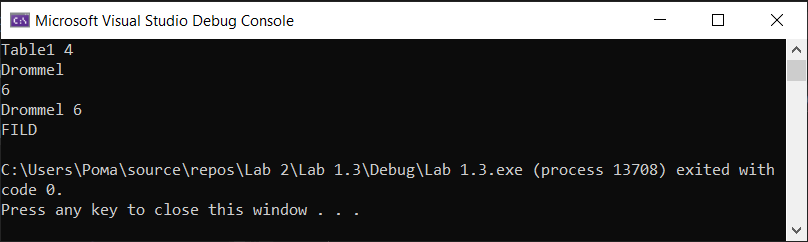 Microsoft Visual Studio Debug Console
Table1 4
Drommel
6
Drommel 6
FILD
C:\Users\Рома\source\repos\Lab 2\Lab 1.3\Debug\Lab 1.3.exe (process 13708) exited with
code 0.
Press any key to close this window . . .